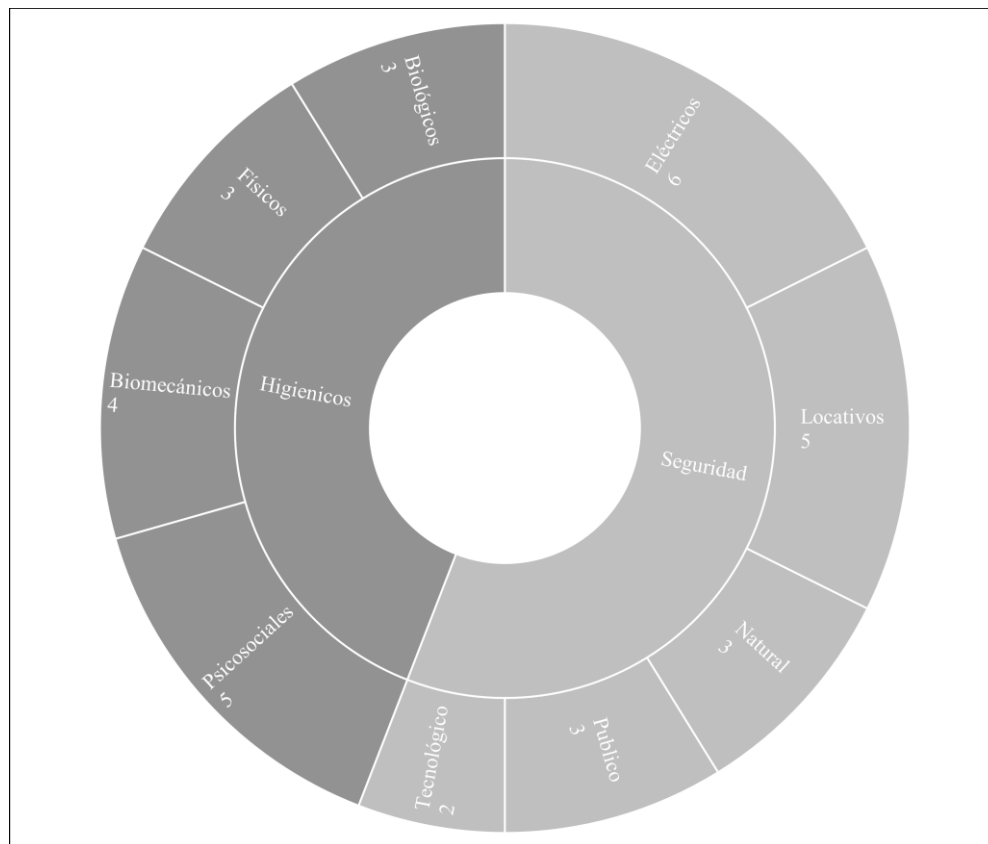 Biológicos
3
Eléctricos
6
Físicos
3
Biomecánicos
4
Higienicos
Locativos
5
Seguridad
Psicosociales
5
Natural
3
Tecnológico
2
Publico
3